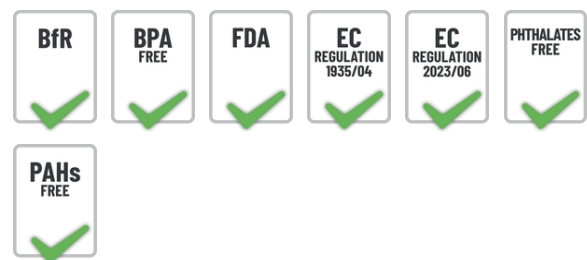 BfR
BPA
FREE
FDA
EC
REGULATION
1935/04
EC
REGULATION
2023/06
PHTHALATES
FREE
PAHs
FREE